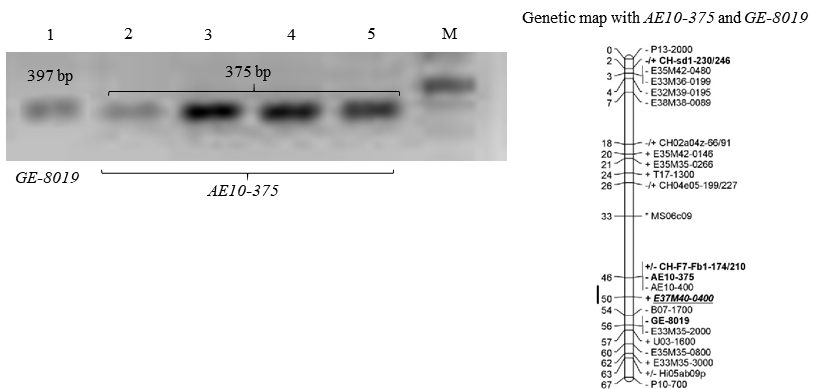 Genetic map with AE10-375 and GE-8019
1 2 3 4 5 M
397 bp 375 bp
GE-8019
AE10-375
0 - P13-2000
2 -/+ CH-sd1-230/246
3 - E35M42-0480
- E33M36-0199
4 - E32M39-0195
7 - E38M38-0089
18 -/+ CH02a04z-66/91
20 + E35M42-0146
21 + E35M35-0266
24 + T17-1300
26 -/+ CH04e05-199/227
33 * MS06c09
+/- CH-F7-Fb1-174/210
46 - AE10-375
- AE10-400
50 + E37M40-0400
54 - B07-1700
- GE-8019
56 - E33M35-2000
57 + U03-1600
60 - E35M35-0800
62 + E33M35-3000
63 +/- Hi05ab09p
67 - P10-700